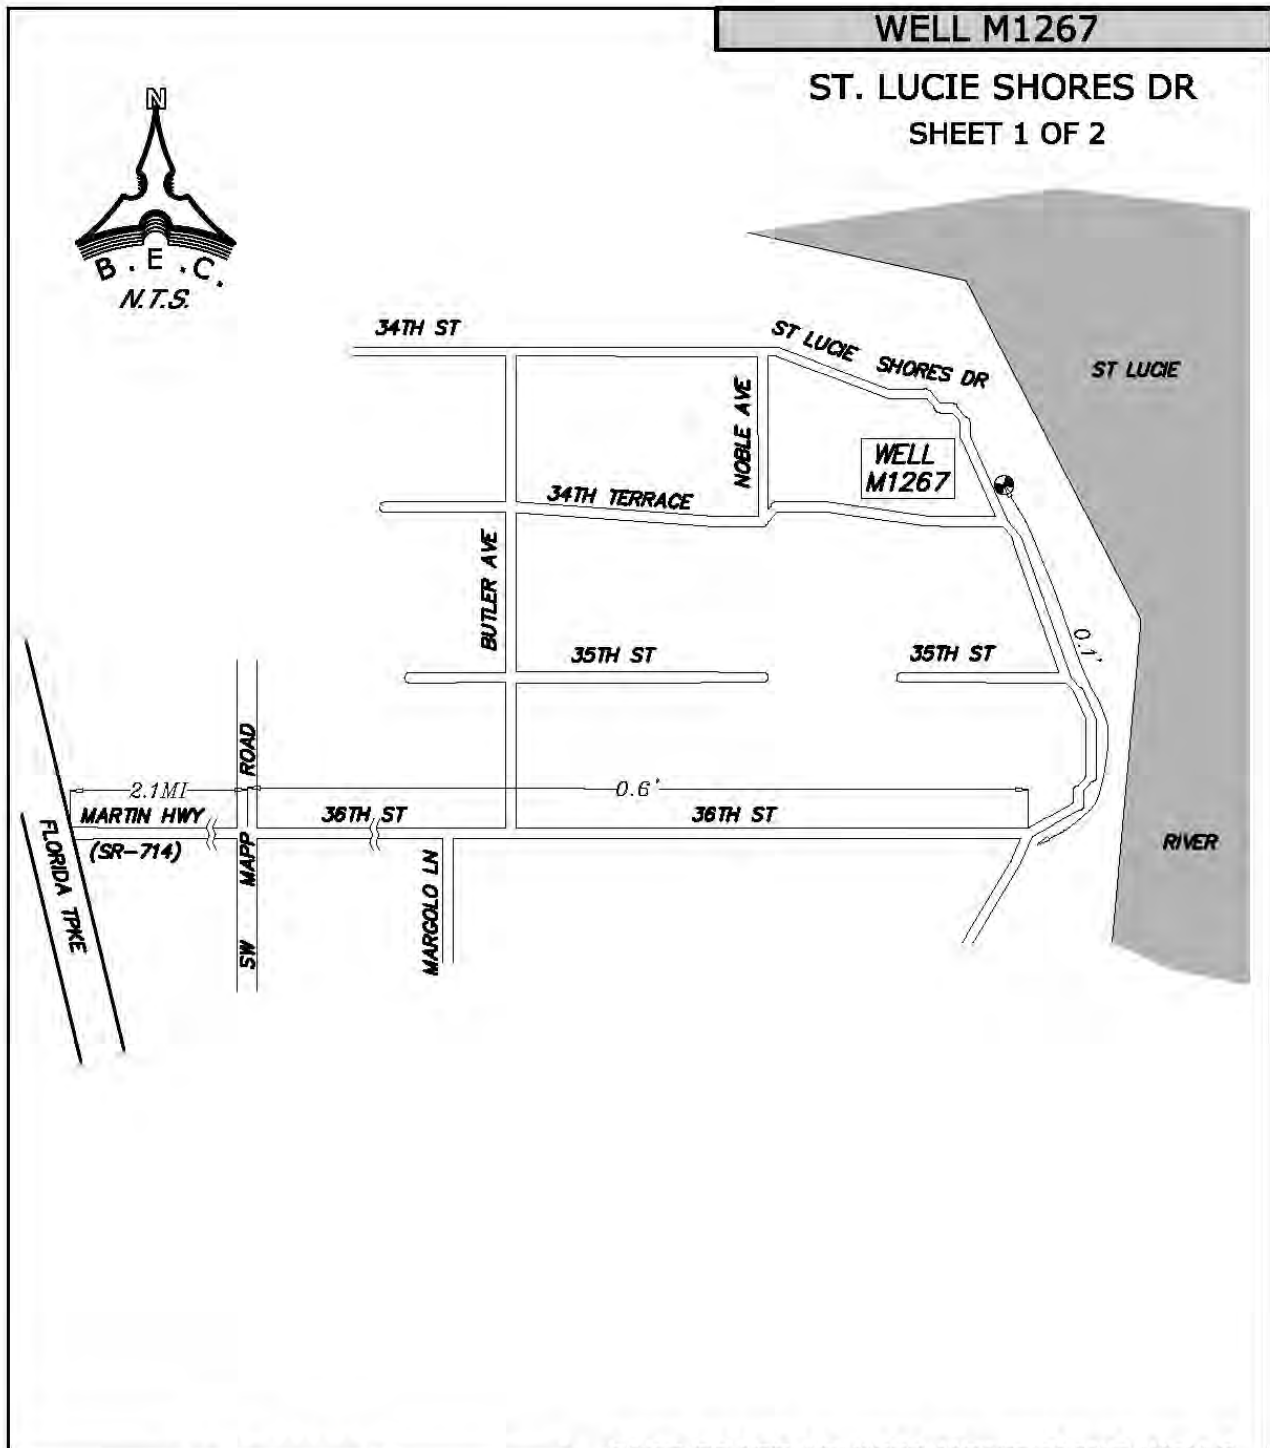 WELL M1267
ST. LUCIE SHORES DR
SHEET 1 OF 2
N
B.E.C.
N.T.S.
34TH ST
ST LUCIE SHORES DR
ST LUCIE
NOBLE AVE
WELL
M1267
34TH TERRACE
BUTLER AVE
35TH ST
35TH ST
0.1'
SW MAPP ROAD
2.1MI
0.6'
MARTIN HWY
(SR-714)
36TH ST
36TH ST
RIVER
FLORIDA TPKE
MARGOLO LN